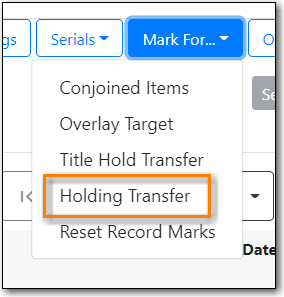 gs Serials Mark For... O
Conjoined Items
Se
Overlay Target
Title Hold Transfer
Holding Transfer
Reset Record Marks
Date